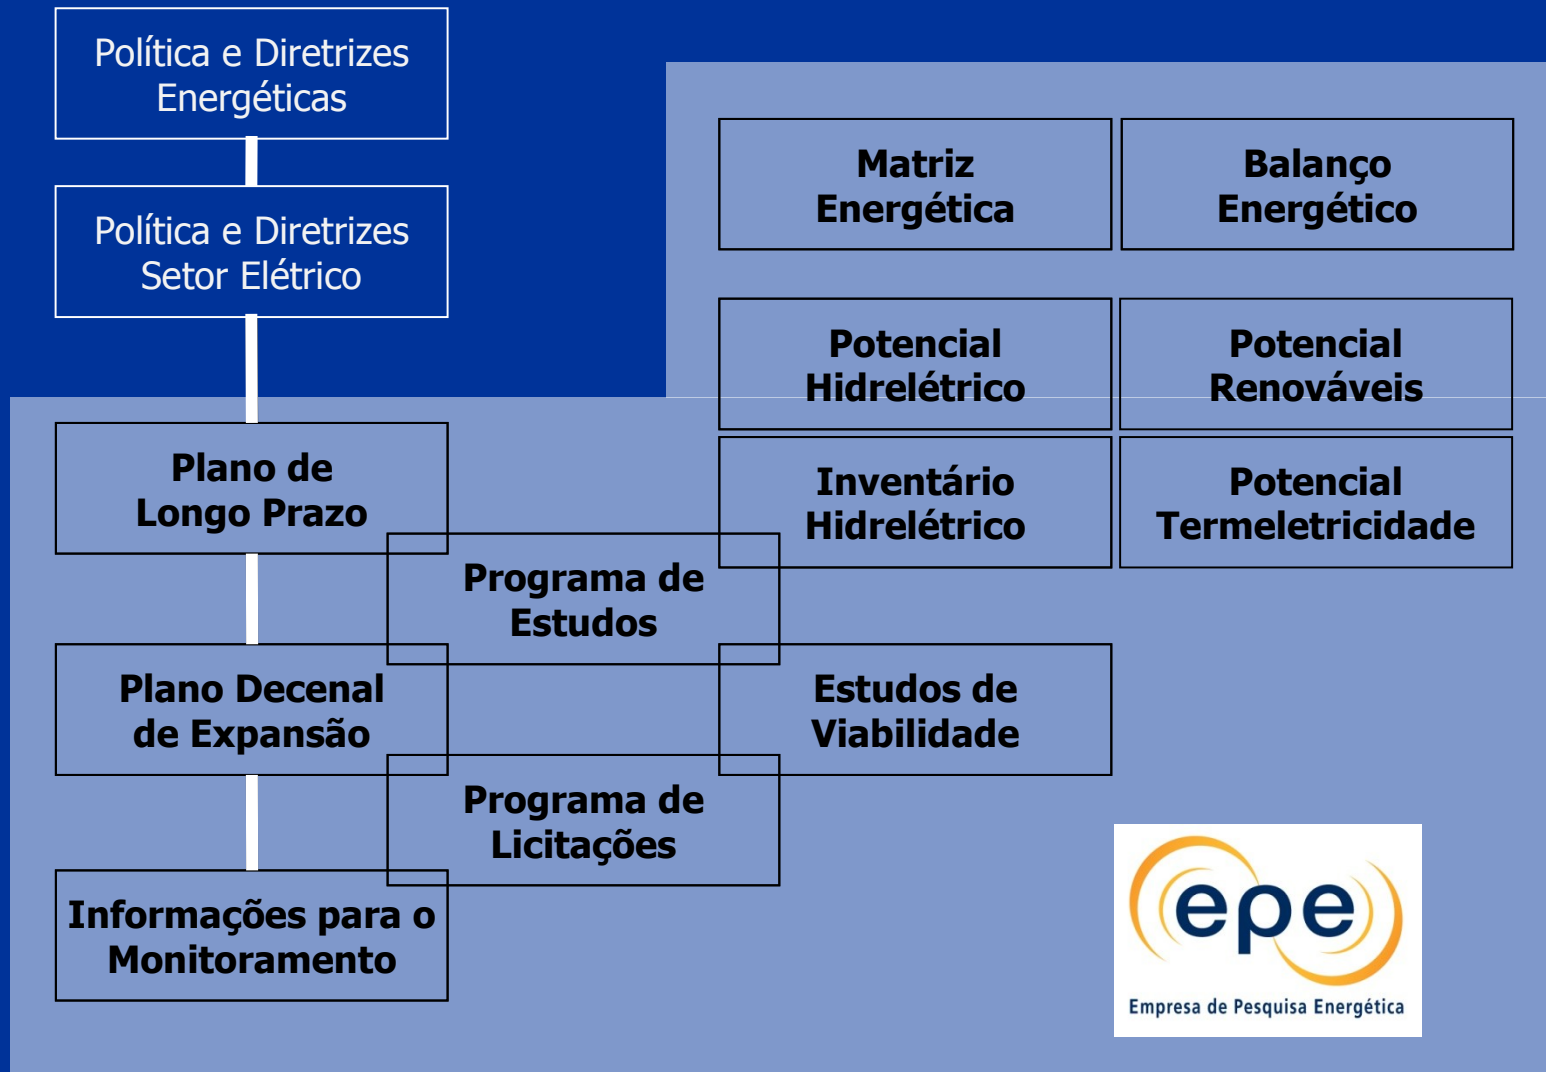 Política e Diretrizes
Energéticas
Política e Diretrizes
Setor Elétrico
Matriz
Energética
Balanço
Energético
Potencial
Hidrelétrico
Potencial
Renováveis
Plano de
Longo Prazo
Inventário
Hidrelétrico
Potencial
Termeletricidade
Programa de
Estudos
Plano Decenal
de Expansão
Estudos de
Viabilidade
Programa de
Licitações
Informações para o
Monitoramento
epe
Empresa de Pesquisa Energética